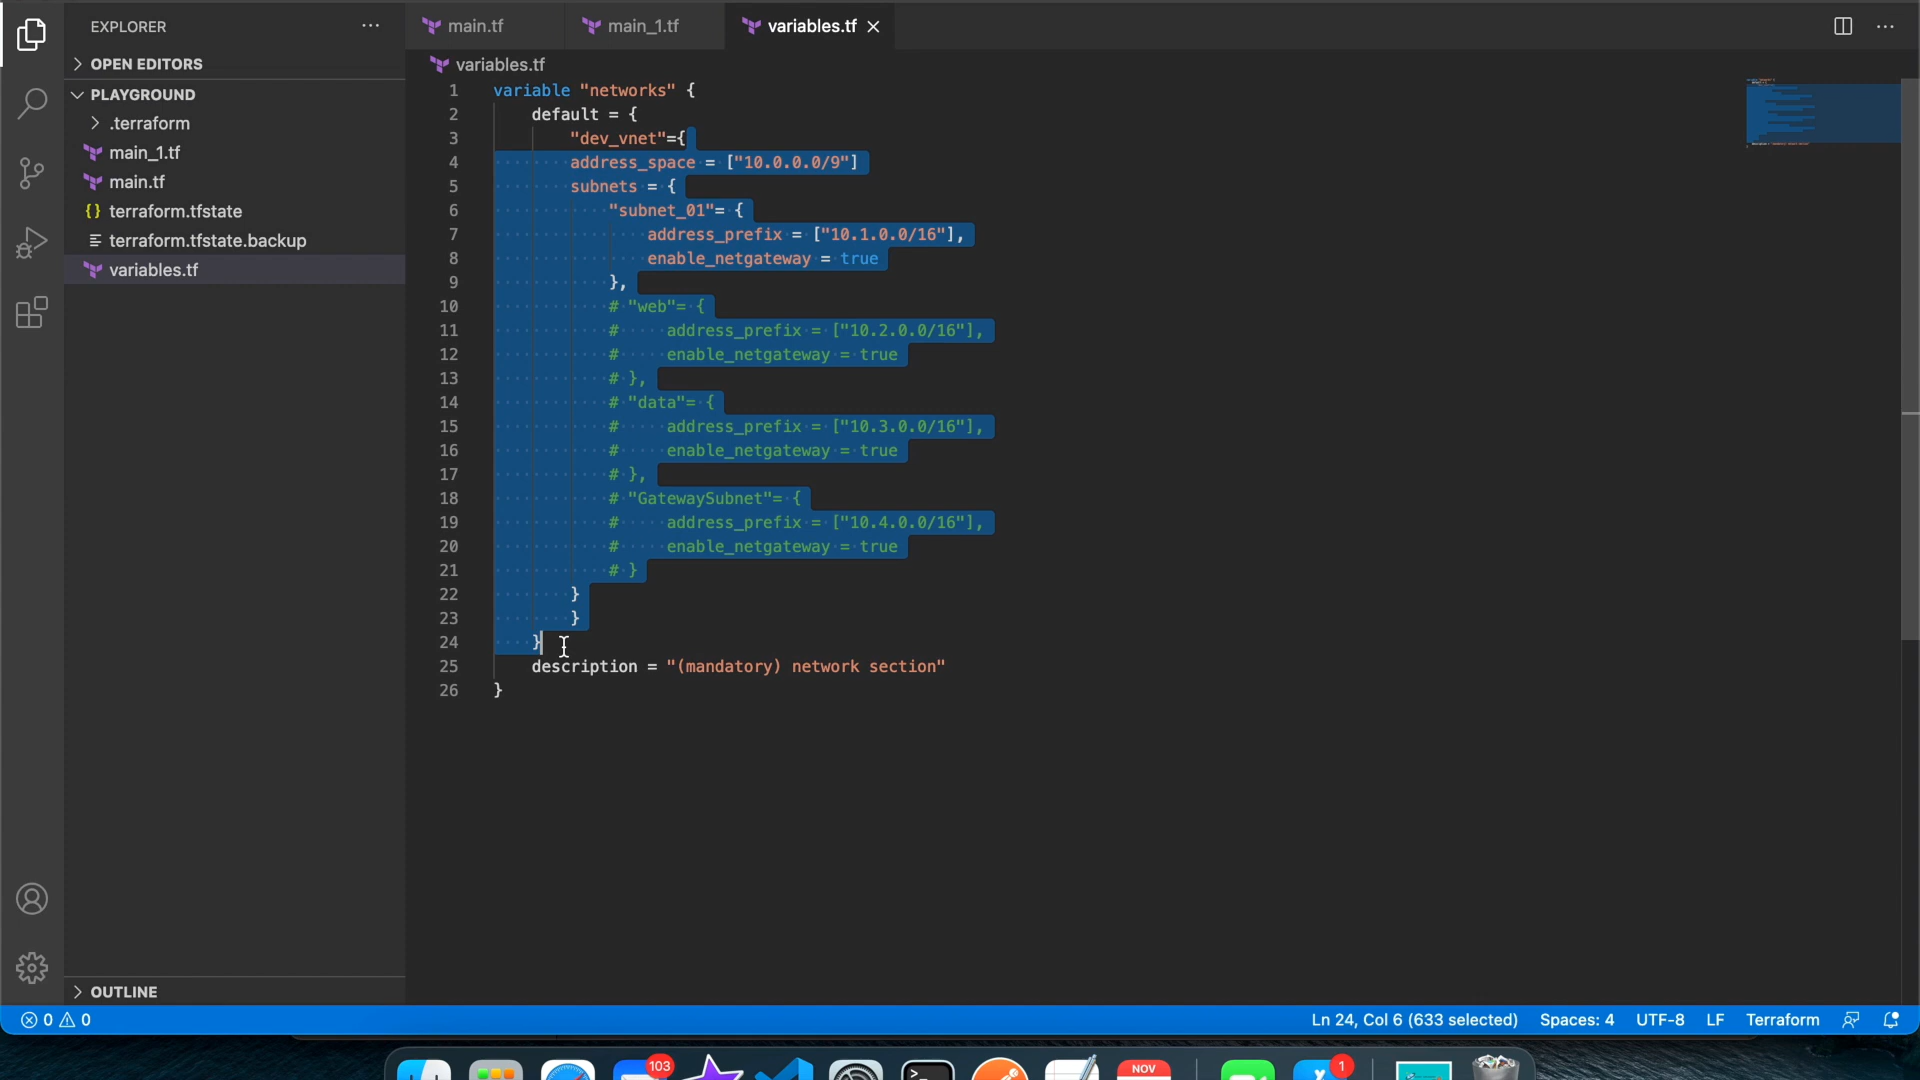 EXPLORER
main.tf
main_1.tf
variables.tf
OPEN EDITORS
PLAYGROUND
.terraform
main_1.tf
main.tf
terraform.tfstate
terraform.tfstate.backup
variables.tf
OUTLINE
variables.tf
1 variable "networks" {
2 default = {
3 "dev_vnet"={
4 address_space = ["10.0.0.0/9"]
5 subnets = {
6 "subnet_01"= {
7 address_prefix = ["10.1.0.0/16"],
8 enable_netgateway = true
9 },
10 # "web"= {
11 # address_prefix = ["10.2.0.0/16"],
12 # enable_netgateway = true
13 # },
14 # "data"= {
15 # address_prefix = ["10.3.0.0/16"],
16 # enable_netgateway = true
17 # },
18 # "GatewaySubnet"= {
19 # address_prefix = ["10.4.0.0/16"],
20 # enable_netgateway = true
21 # }
22 }
23 }
24 }
25 description = "(mandatory) network section"
26 }
0 0
Ln 24, Col 6 (633 selected) Spaces: 4 UTF-8 LF Terraform
103
NOV
1